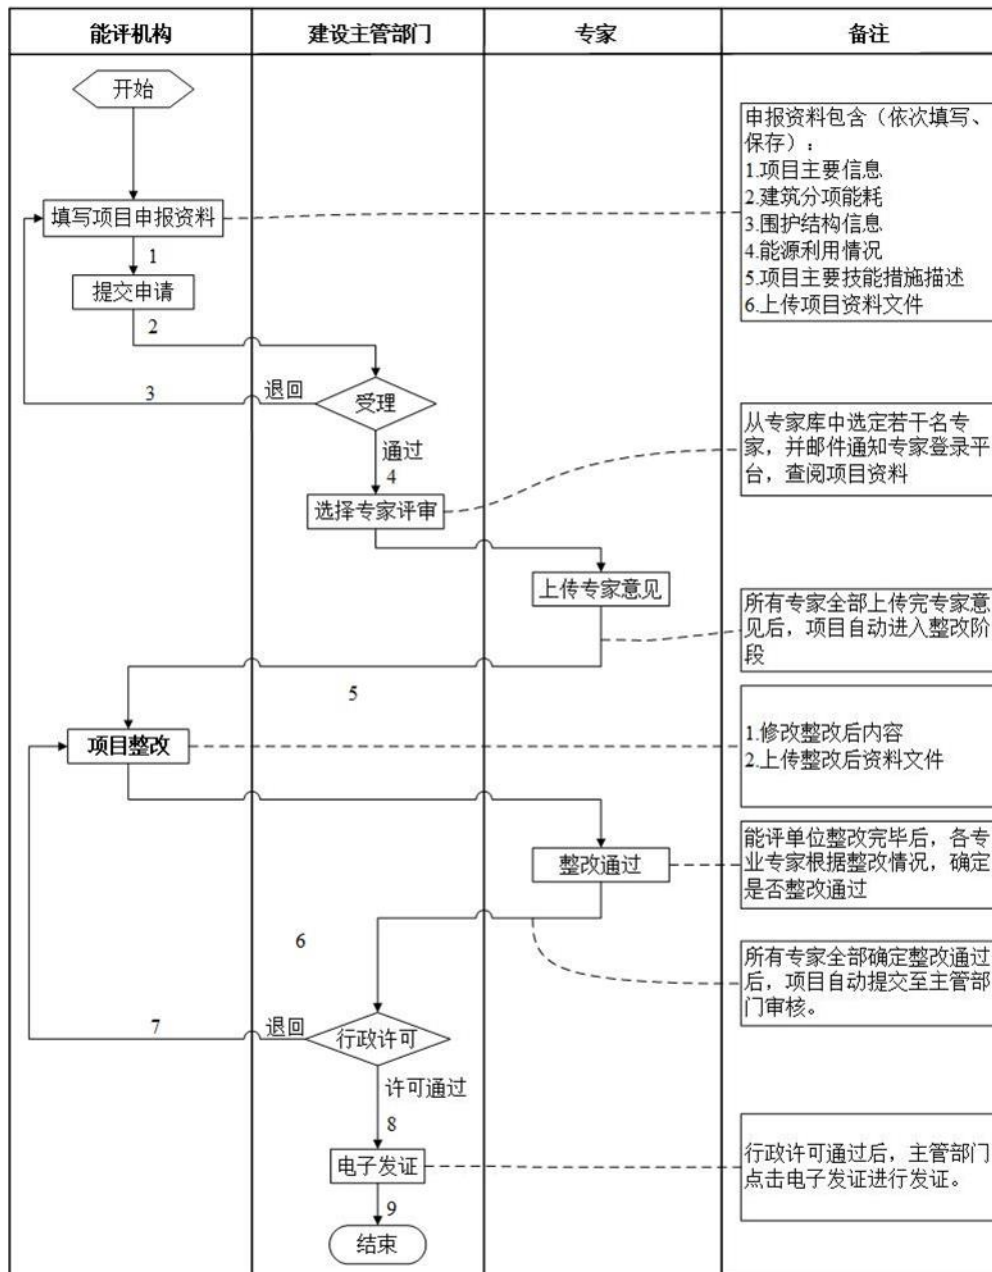 能评机构
建设主管部门
专家
备注
开始
申报资料包含（依次填写、
保存）：
1.项目主要信息
2.建筑分项能耗
3.围护结构信息
4.能源利用情况
5.项目主要技能措施描述
6.上传项目资料文件
填写项目申报资料
1
提交申请
2
3
退回
受理
通过
4
从专家库中选定若干名专
家，并邮件通知专家登录平
台，查阅项目资料
选择专家评审
上传专家意见
所有专家全部上传完专家意
见后，项目自动进入整改阶
段
5
项目整改
1.修改整改后内容
2.上传整改后资料文件
整改通过
能评单位整改完毕后，各专
业专家根据整改情况，确定
是否整改通过
6
所有专家全部确定整改通过
后，项目自动提交至主管部
门审核。
7
退回
行政许可
许可通过
8
电子发证
行政许可通过后，主管部门
点击电子发证进行发证。
9
结束